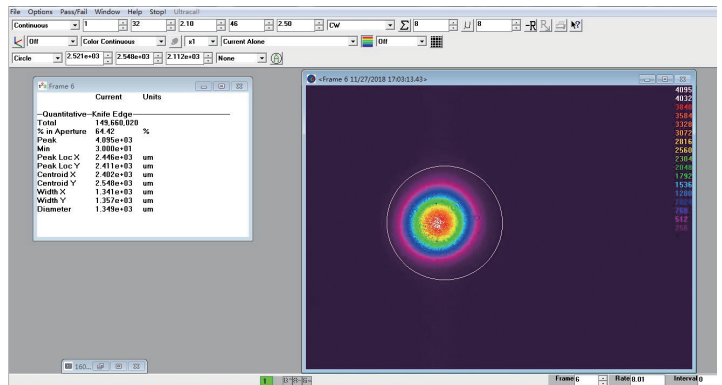 File Options Pass/Fail Window Help Stop! Ultracal!
Continuous 1 32 2.10 46 2.50 CW Σ 8 8 -R R
Off Color Continuous x1 Current Alone Off
Circle 2.521e+03 2.548e+03 2.112e+03 None
Frame 6
Current Units
Quantitative--Knife Edge
Total 149,660,020
% in Aperture 64.42 %
Peak 4.095e+03
Min 3.000e+01
Peak Loc X 2.446e+03 um
Peak Loc Y 2.411e+03 um
Centroid X 2.402e+03 um
Centroid Y 2.548e+03 um
Width X 1.341e+03 um
Width Y 1.357e+03 um
Diameter 1.349e+03 um
<Frame 6 11/27/2018 17:03:13.43>
4095
4032
3840
3584
3328
3072
2816
2560
2304
2048
1792
1536
1280
768
512
256
160...
Frame 6 Rate 8.01 Interval 0